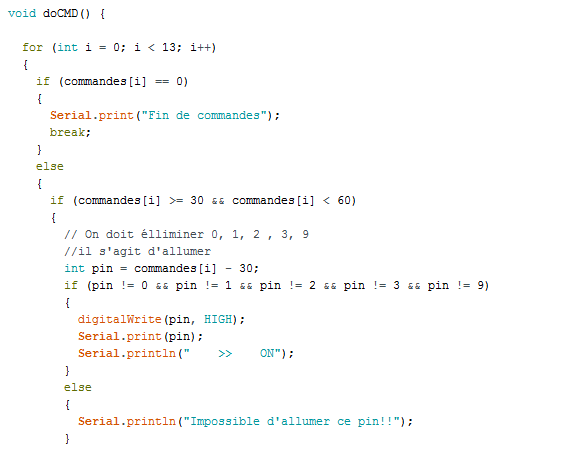 void doCMD() {
for (int i = 0; i < 13; i++)
{
if (commandes[i] == 0)
{
Serial.print("Fin de commandes");
break;
}
else
{
if (commandes[i] >= 30 && commandes[i] < 60)
{
// On doit élliminer 0, 1, 2 , 3, 9
//il s'agit d'allumer
int pin = commandes[i] - 30;
if (pin != 0 && pin != 1 && pin != 2 && pin != 3 && pin != 9)
{
digitalWrite(pin, HIGH);
Serial.print(pin);
Serial.println("    >>    ON");
}
else
{
Serial.println("Impossible d'allumer ce pin!!");
}